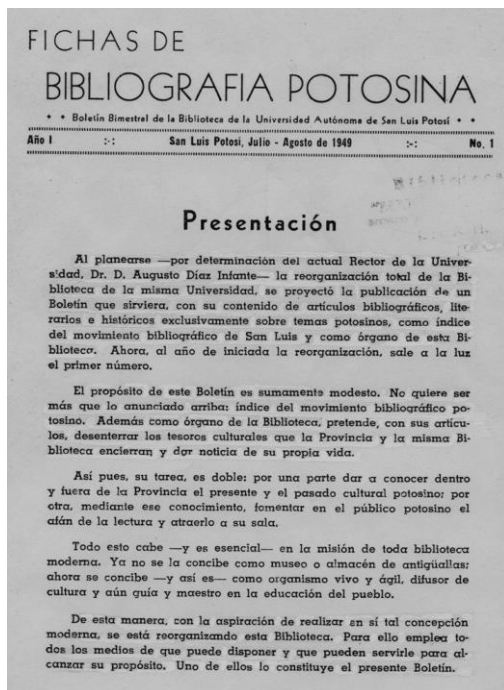 FICHAS DE
BIBLIOGRAFIA POTOSINA
* * Boletín Bimestral de la Biblioteca de la Universidad Autónoma de San Luis Potosí * *
Año I :-: San Luis Potosí, Julio - Agosto de 1949 :-: No. 1
Biblioteca
Presentación
Al planearse —por determinación del actual Rector de la Univer-
sidad, Dr. D. Augusto Díaz Infante— la reorganización total de la Bi-
blioteca de la misma Universidad, se proyectó la publicación de un
Boletín que sirviera, con su contenido de artículos bibliográficos, lite-
rarios e históricos exclusivamente sobre temas potosinos, como índice
del movimiento bibliográfico de San Luis y como órgano de esta Bi-
blioteca. Ahora, al año de iniciada la reorganización, sale a la luz
el primer número.
El propósito de este Boletín es sumamente modesto. No quiere ser
más que lo anunciado arriba: índice del movimiento bibliográfico po-
tosino. Además como órgano de la Biblioteca, pretende, con sus artícu-
los, desenterrar los tesoros culturales que la Provincia y la misma Bi-
blioteca encierran y dar noticia de su propia vida.
Así pues, su tarea, es doble: por una parte dar a conocer dentro
y fuera de la Provincia el presente y el pasado cultural potosino; por
otra, mediante ese conocimiento, fomentar en el público potosino el
afán de la lectura y atraerlo a su sala.
Todo esto cabe —y es esencial— en la misión de toda biblioteca
moderna. Ya no se la concibe como museo o almacén de antigüallas;
ahora se concibe —y así es— como organismo vivo y ágil, difusor de
cultura y aún guía y maestro en la educación del pueblo.
De esta manera, con la aspiración de realizar en sí tal concepción
moderna, se está reorganizando esta Biblioteca. Para ello emplea to-
dos los medios de que puede disponer y que pueden servirle para al-
canzar su propósito. Uno de ellos lo constituye el presente Boletín.